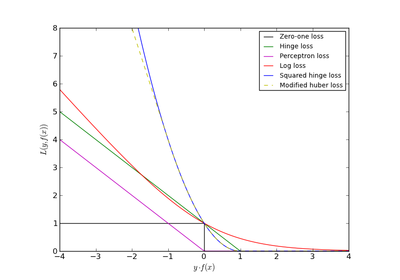 8
7
6
5
4
3
2
1
0
L(y, f(x))
−4
−3
−2
−1
0
1
2
3
4
y · f(x)
Zero-one loss
Hinge loss
Perceptron loss
Log loss
Squared hinge loss
Modified huber loss